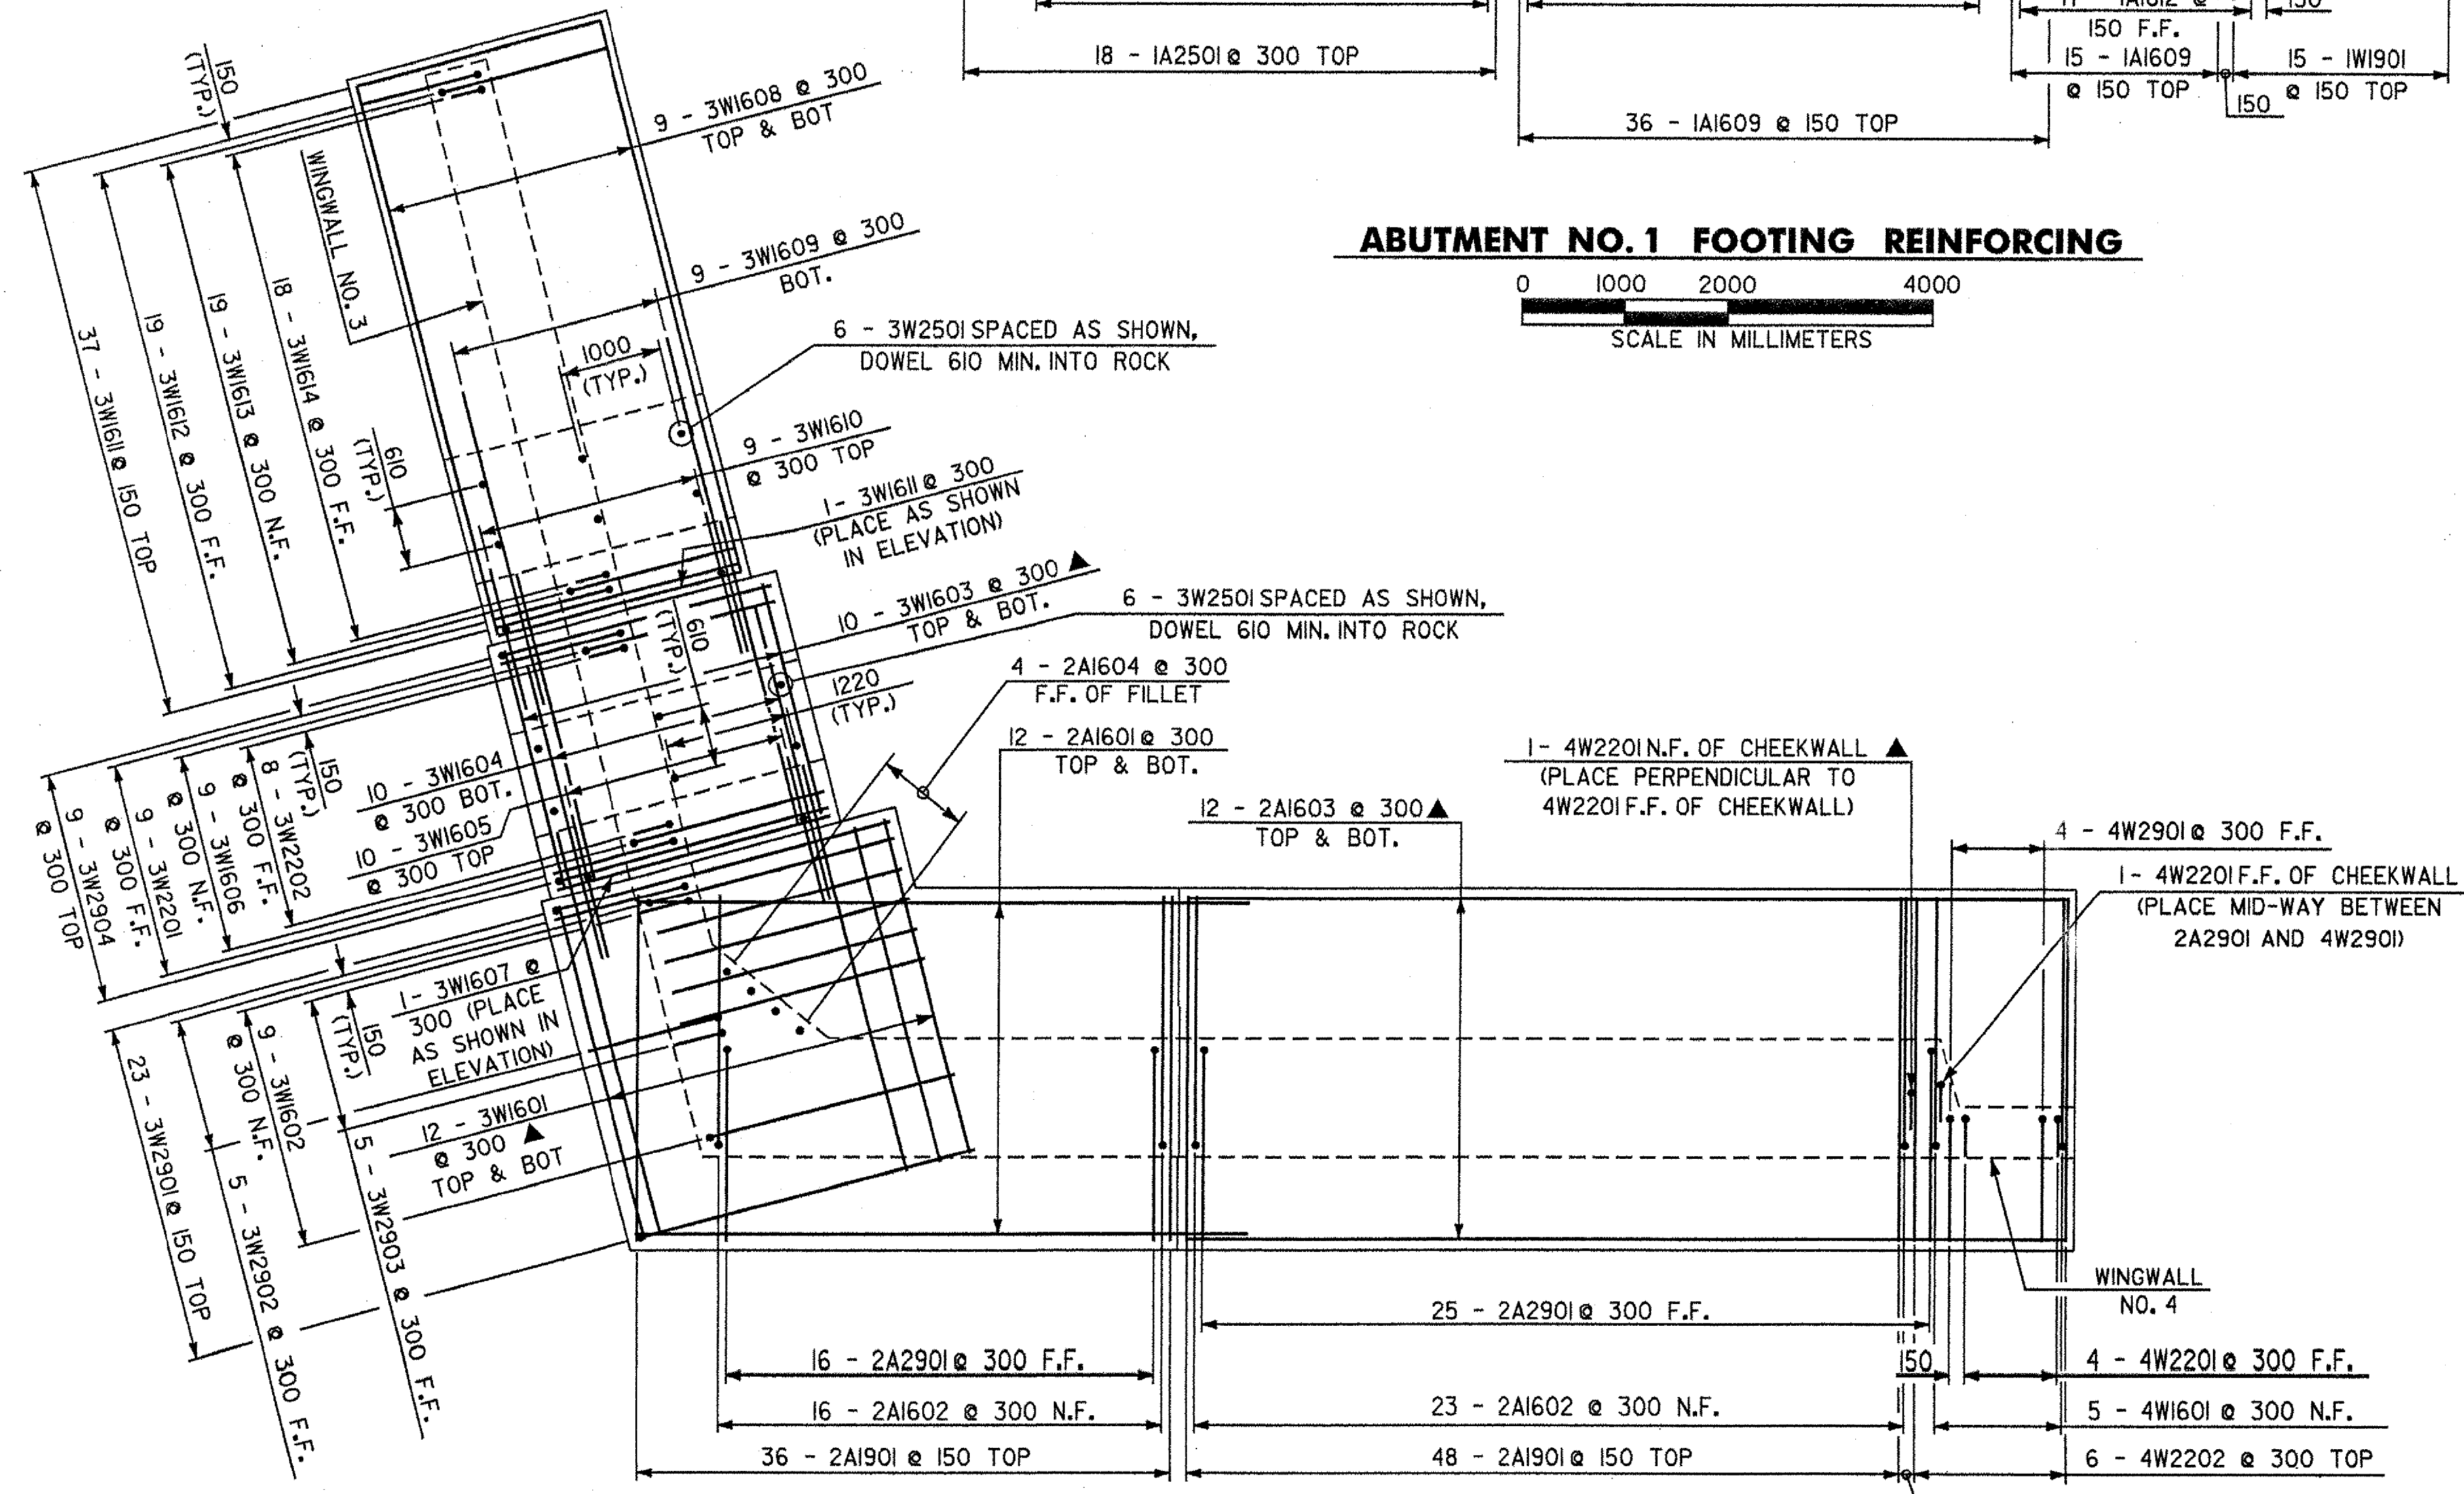 18 - 1A2501 @ 300 TOP
150 F.F.
15 - 1A1609
@ 150 TOP
15 - 1W1901
@ 150 TOP
150
36 - 1A1609 @ 150 TOP
ABUTMENT NO. 1 FOOTING REINFORCING
0 1000 2000 4000
SCALE IN MILLIMETERS
150
(TYP.)
WINGWALL NO. 3
9 - 3W1608 @ 300
TOP & BOT
9 - 3W1609 @ 300
BOT.
6 - 3W2501 SPACED AS SHOWN,
DOWEL 610 MIN. INTO ROCK
1000
(TYP.)
37 - 3W1611 @ 150 TOP
19 - 3W1612 @ 300 F.F.
19 - 3W1613 @ 300 N.F.
18 - 3W1614 @ 300 F.F.
610
(TYP.)
9 - 3W1610
@ 300 TOP
1 - 3W1611 @ 300
(PLACE AS SHOWN
IN ELEVATION)
10 - 3W1603 @ 300 ▲
TOP & BOT.
6 - 3W2501 SPACED AS SHOWN,
DOWEL 610 MIN. INTO ROCK
610
(TYP.)
1220
(TYP.)
4 - 2A1604 @ 300
F.F. OF FILLET
12 - 2A1601 @ 300
TOP & BOT.
12 - 2A1603 @ 300 ▲
TOP & BOT.
1 - 4W2201 N.F. OF CHEEKWALL ▲
(PLACE PERPENDICULAR TO
4W2201 F.F. OF CHEEKWALL)
4 - 4W2901 @ 300 F.F.
1 - 4W2201 F.F. OF CHEEKWALL
(PLACE MID-WAY BETWEEN
2A2901 AND 4W2901)
10 - 3W1604
@ 300 BOT.
10 - 3W1605
@ 300 TOP
150
(TYP.)
8 - 3W2202
@ 300 F.F.
9 - 3W1606
@ 300 N.F.
9 - 3W2201
@ 300 F.F.
9 - 3W2904
@ 300 TOP
1 - 3W1607 @
300 (PLACE
AS SHOWN IN
ELEVATION)
150
(TYP.)
12 - 3W1601
@ 300 ▲
TOP & BOT
9 - 3W1602
@ 300 N.F.
23 - 3W2901 @ 150 TOP
5 - 3W2902 @ 300 F.F.
5 - 3W2903 @ 300 F.F.
WINGWALL
NO. 4
25 - 2A2901 @ 300 F.F.
16 - 2A2901 @ 300 F.F.
150
4 - 4W2201 @ 300 F.F.
16 - 2A1602 @ 300 N.F.
23 - 2A1602 @ 300 N.F.
5 - 4W1601 @ 300 N.F.
36 - 2A1901 @ 150 TOP
48 - 2A1901 @ 150 TOP
6 - 4W2202 @ 300 TOP